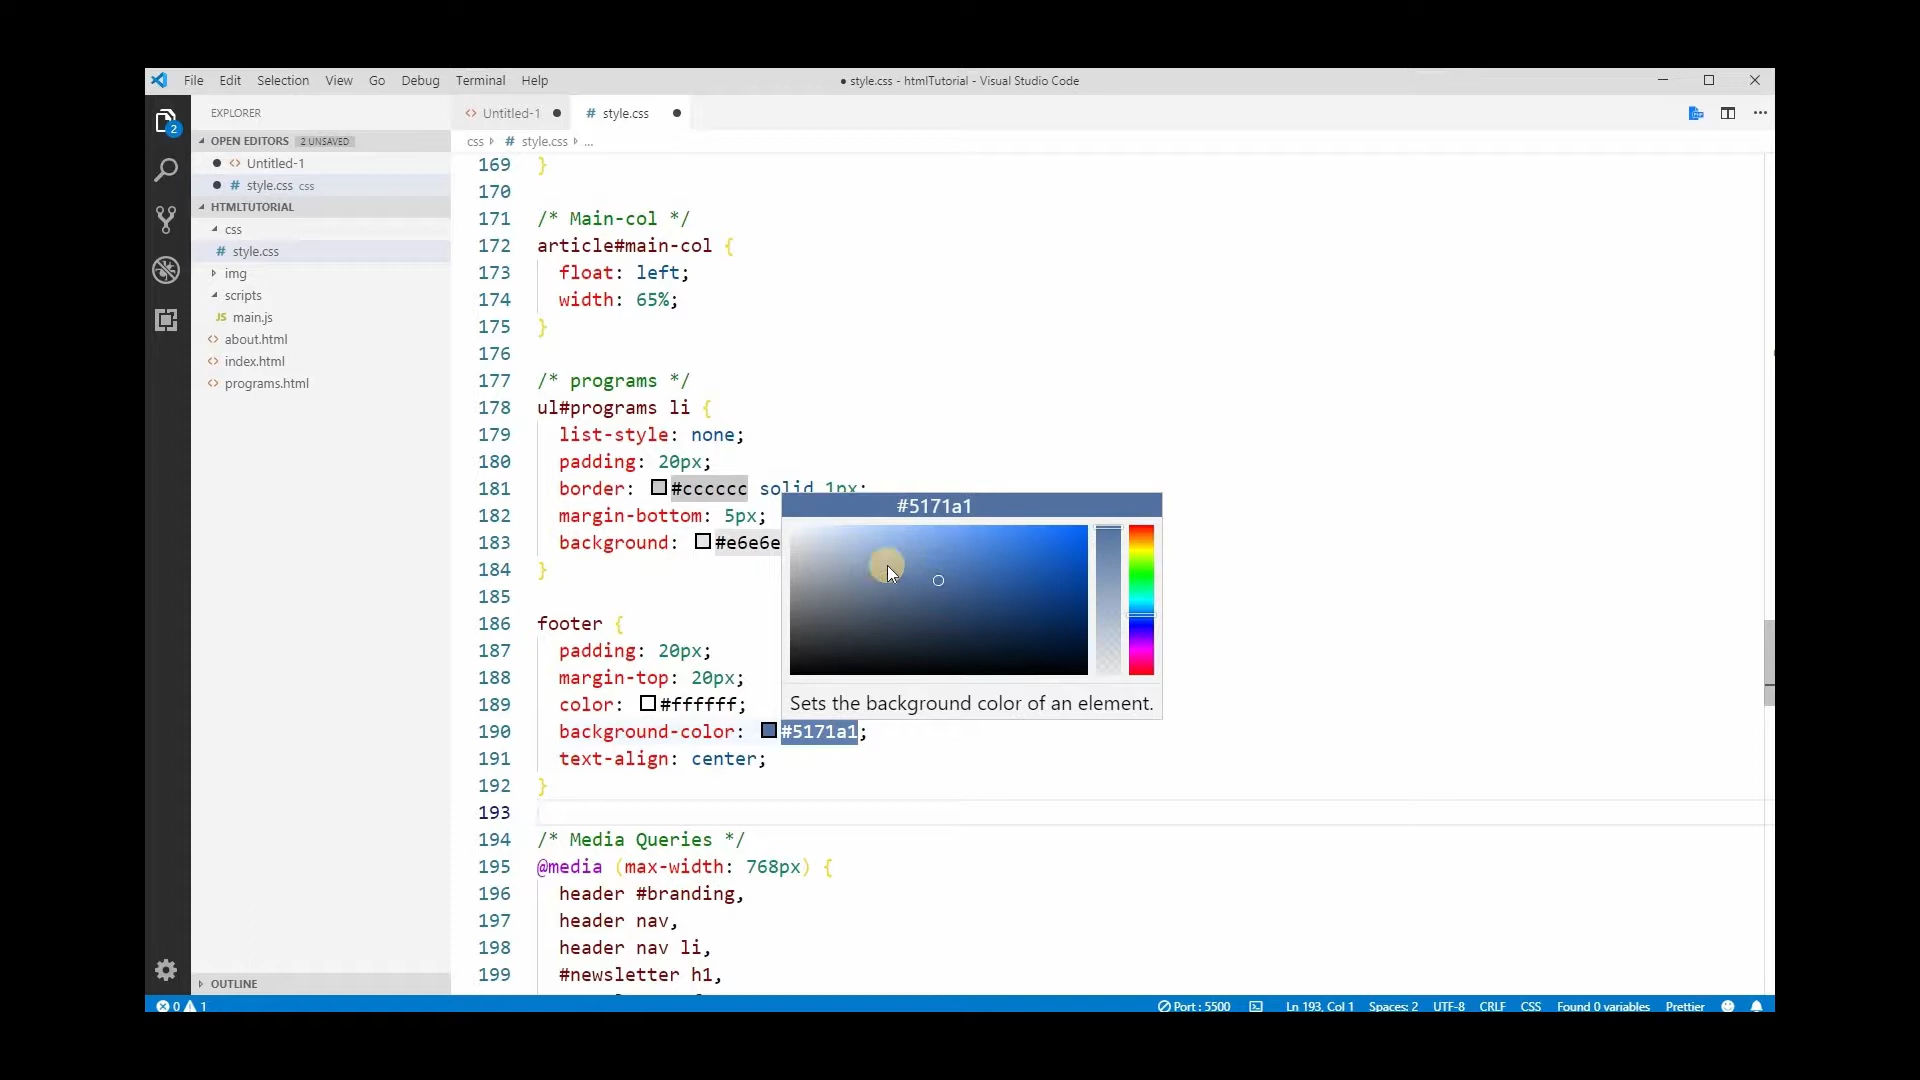 File Edit Selection View Go Debug Terminal Help
● style.css - htmlTutorial - Visual Studio Code
EXPLORER
OPEN EDITORS 2 UNSAVED
<> Untitled-1
# style.css css
HTMLTUTORIAL
css
# style.css
img
scripts
JS main.js
<> about.html
<> index.html
<> programs.html
OUTLINE
2
<> Untitled-1 ●
# style.css ●
css # style.css ...
169 }
170
171 /* Main-col */
172 article#main-col {
173 float: left;
174 width: 65%;
175 }
176
177 /* programs */
178 ul#programs li {
179 list-style: none;
180 padding: 20px;
181 border: #cccccc solid 1px;
182 margin-bottom: 5px;
183 background: #e6e6e
184 }
185
186 footer {
187 padding: 20px;
188 margin-top: 20px;
189 color: #ffffff;
190 background-color: #5171a1;
191 text-align: center;
192 }
193
194 /* Media Queries */
195 @media (max-width: 768px) {
196 header #branding,
197 header nav,
198 header nav li,
199 #newsletter h1,
#5171a1
Sets the background color of an element.
0 1
Port : 5500 Ln 193, Col 1 Spaces: 2 UTF-8 CRLF CSS Found 0 variables Prettier